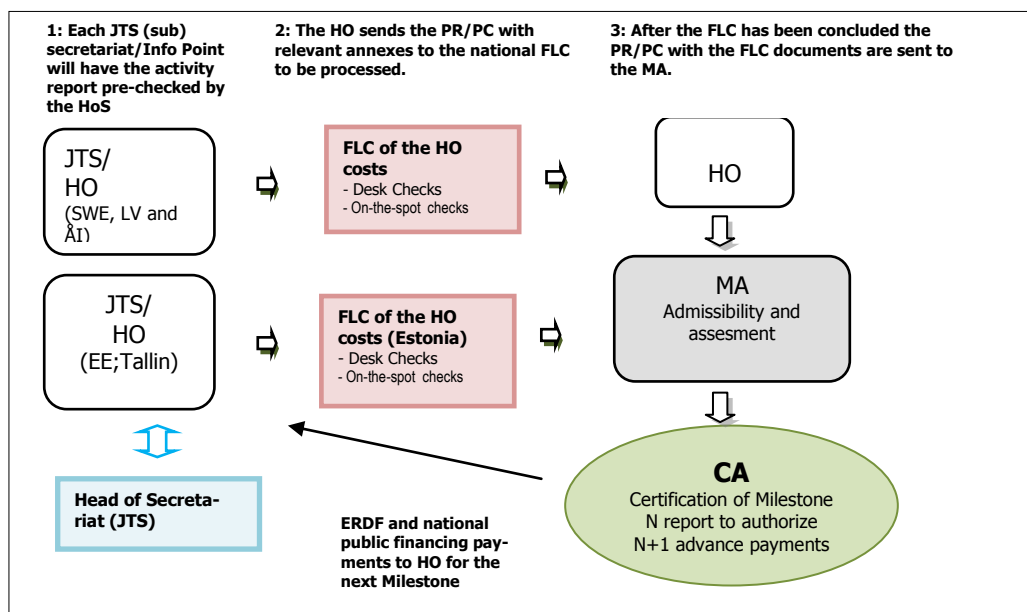 1: Each JTS (sub)
secretariat/Info Point
will have the activity
report pre-checked by
the HoS
2: The HO sends the PR/PC with
relevant annexes to the national FLC
to be processed.
3: After the FLC has been concluded the
PR/PC with the FLC documents are sent to
the MA.
JTS/
HO
(SWE, LV and
ÅI)
FLC of the HO
costs
- Desk Checks
- On-the-spot checks
HO
JTS/
HO
(EE;Tallin)
FLC of the HO
costs (Estonia)
- Desk Checks
- On-the-spot checks
MA
Admissibility and
assesment
Head of Secreta-
riat (JTS)
ERDF and national
public financing pay-
ments to HO for the
next Milestone
CA
Certification of Milestone
N report to authorize
N+1 advance payments